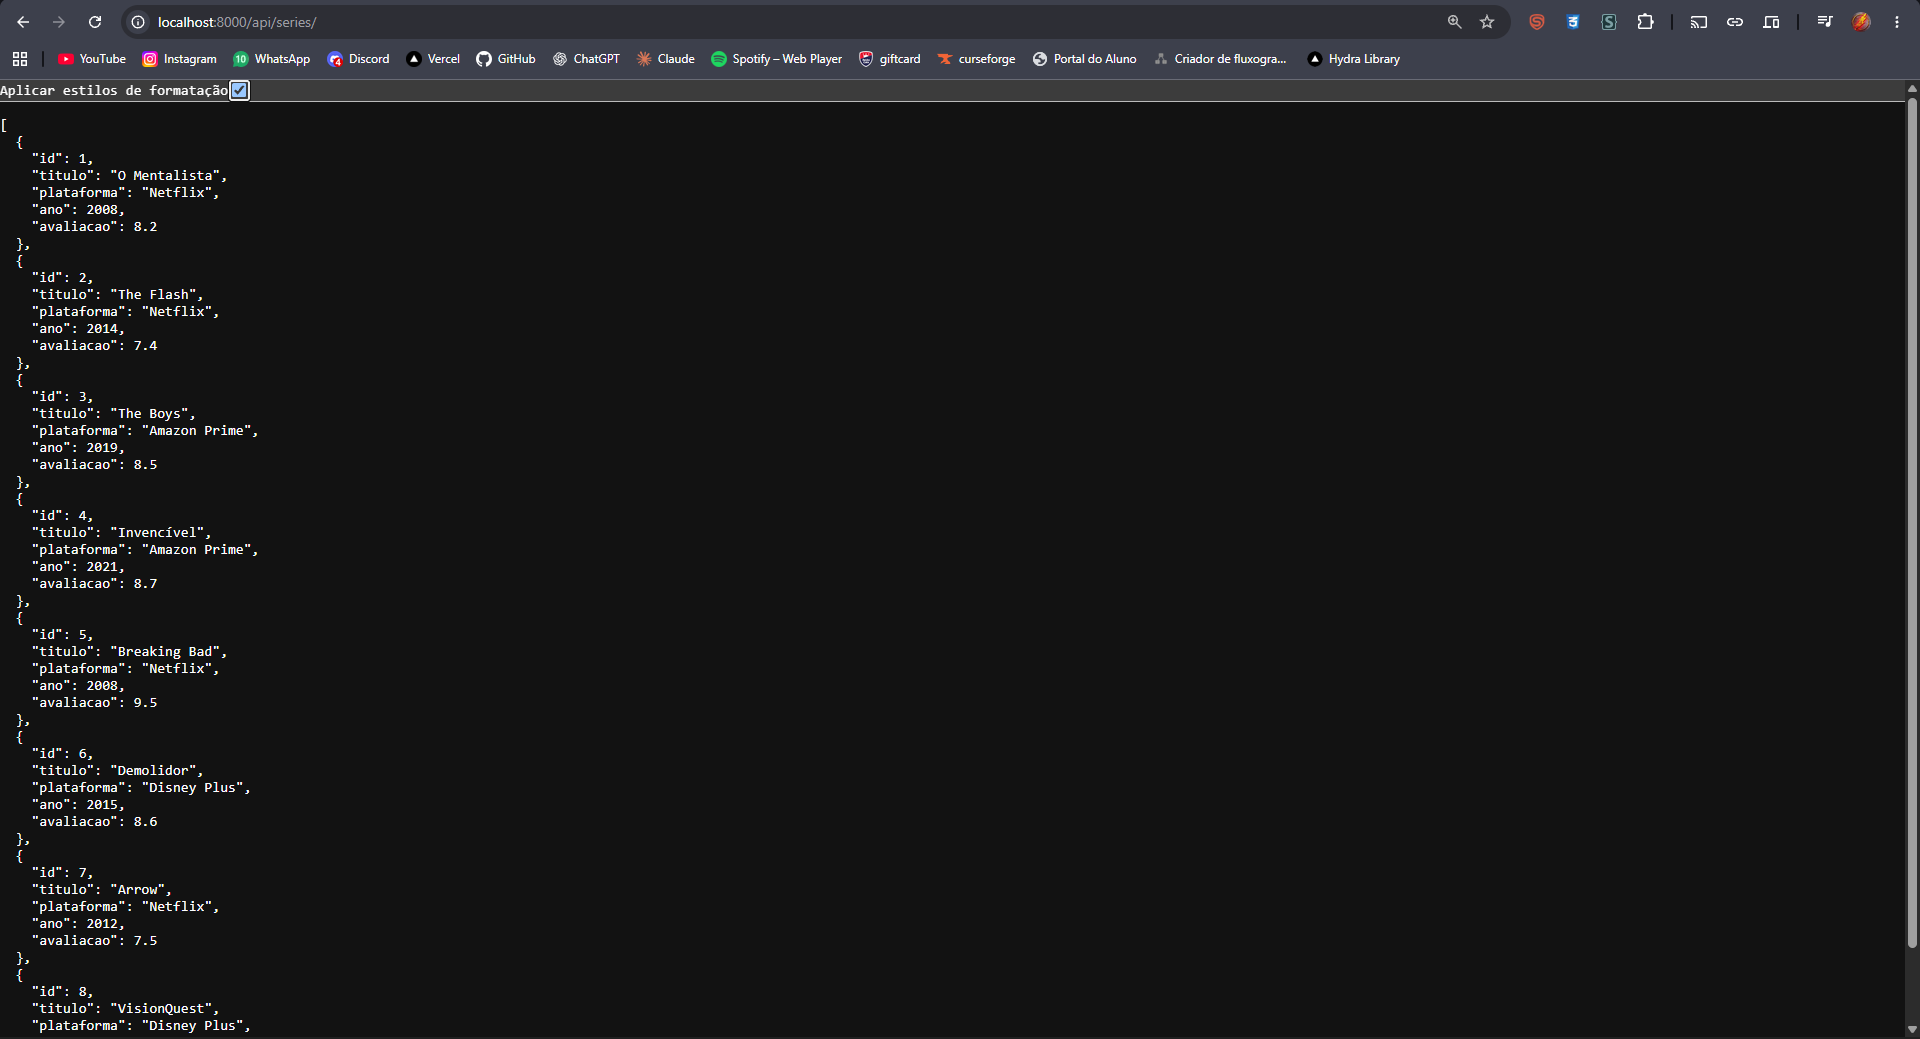 localhost:8000/api/series/
YouTube Instagram 10 WhatsApp 4 Discord Vercel GitHub ChatGPT Claude Spotify – Web Player giftcard curseforge Portal do Aluno Criador de fluxogra... Hydra Library
Aplicar estilos de formatação
[
  {
    "id": 1,
    "titulo": "O Mentalista",
    "plataforma": "Netflix",
    "ano": 2008,
    "avaliacao": 8.2
  },
  {
    "id": 2,
    "titulo": "The Flash",
    "plataforma": "Netflix",
    "ano": 2014,
    "avaliacao": 7.4
  },
  {
    "id": 3,
    "titulo": "The Boys",
    "plataforma": "Amazon Prime",
    "ano": 2019,
    "avaliacao": 8.5
  },
  {
    "id": 4,
    "titulo": "Invencível",
    "plataforma": "Amazon Prime",
    "ano": 2021,
    "avaliacao": 8.7
  },
  {
    "id": 5,
    "titulo": "Breaking Bad",
    "plataforma": "Netflix",
    "ano": 2008,
    "avaliacao": 9.5
  },
  {
    "id": 6,
    "titulo": "Demolidor",
    "plataforma": "Disney Plus",
    "ano": 2015,
    "avaliacao": 8.6
  },
  {
    "id": 7,
    "titulo": "Arrow",
    "plataforma": "Netflix",
    "ano": 2012,
    "avaliacao": 7.5
  },
  {
    "id": 8,
    "titulo": "VisionQuest",
    "plataforma": "Disney Plus",